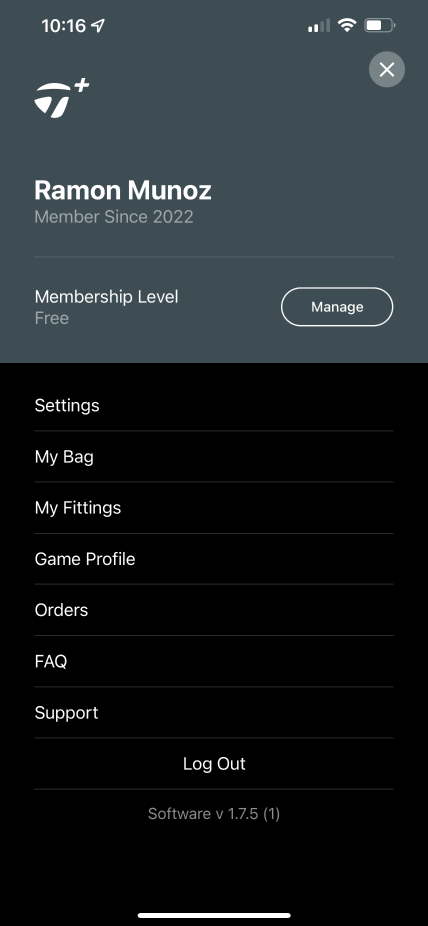 10:16
Ramon Munoz
Member Since 2022
Membership Level
Free
Manage
Settings
My Bag
My Fittings
Game Profile
Orders
FAQ
Support
Log Out
Software v 1.7.5 (1)